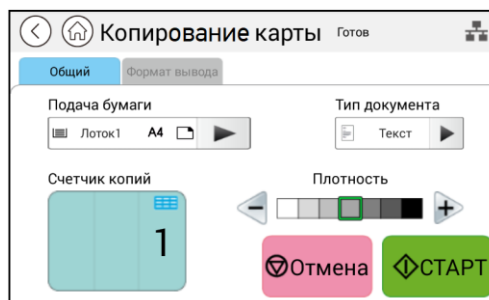 Копирование карты Готов
Общий Формат вывода
Подача бумаги Тип документа
Лоток1 A4 Текст
Счетчик копий Плотность
1
Отмена СТАРТ